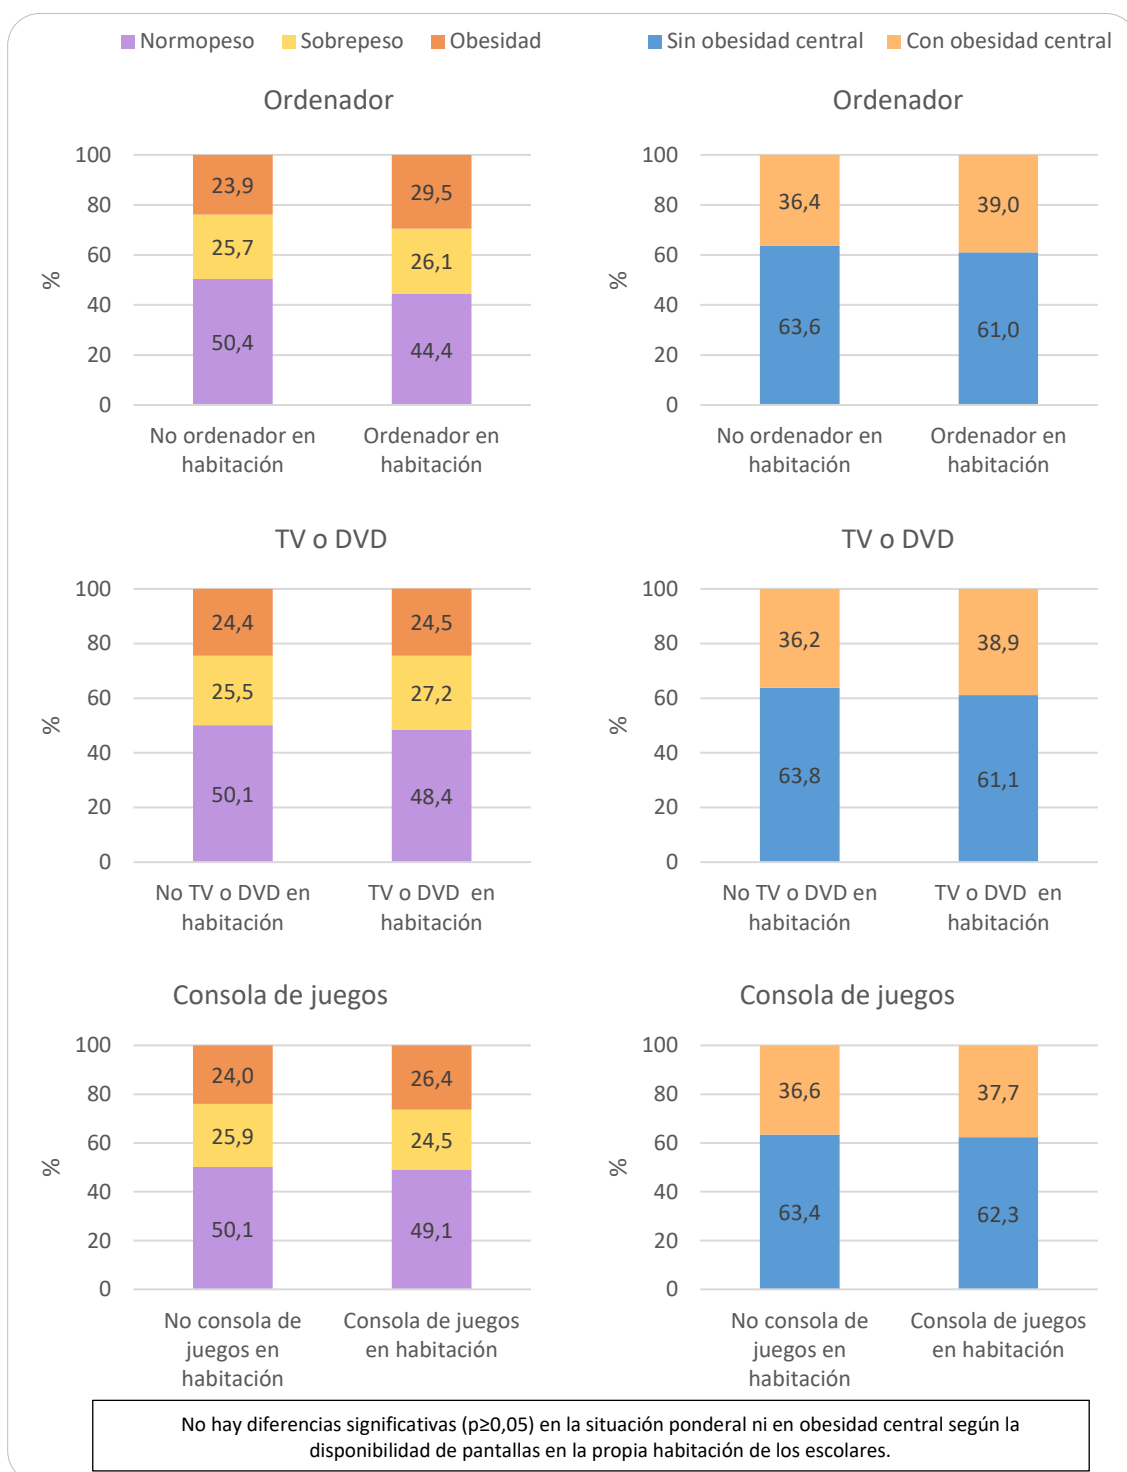 Normopeso Sobrepeso Obesidad
Sin obesidad central Con obesidad central
Ordenador
%
100
80
60
40
20
0
23,9
29,5
25,7
26,1
50,4
44,4
No ordenador en
habitación
Ordenador en
habitación
Ordenador
%
100
80
60
40
20
0
36,4
39,0
63,6
61,0
No ordenador en
habitación
Ordenador en
habitación
TV o DVD
%
100
80
60
40
20
0
24,4
24,5
25,5
27,2
50,1
48,4
No TV o DVD en
habitación
TV o DVD en
habitación
TV o DVD
%
100
80
60
40
20
0
36,2
38,9
63,8
61,1
No TV o DVD en
habitación
TV o DVD en
habitación
Consola de juegos
%
100
80
60
40
20
0
24,0
26,4
25,9
24,5
50,1
49,1
No consola de
juegos en
habitación
Consola de juegos
en habitación
Consola de juegos
%
100
80
60
40
20
0
36,6
37,7
63,4
62,3
No consola de
juegos en
habitación
Consola de juegos
en habitación
No hay diferencias significativas (p≥0,05) en la situación ponderal ni en obesidad central según la
disponibilidad de pantallas en la propia habitación de los escolares.